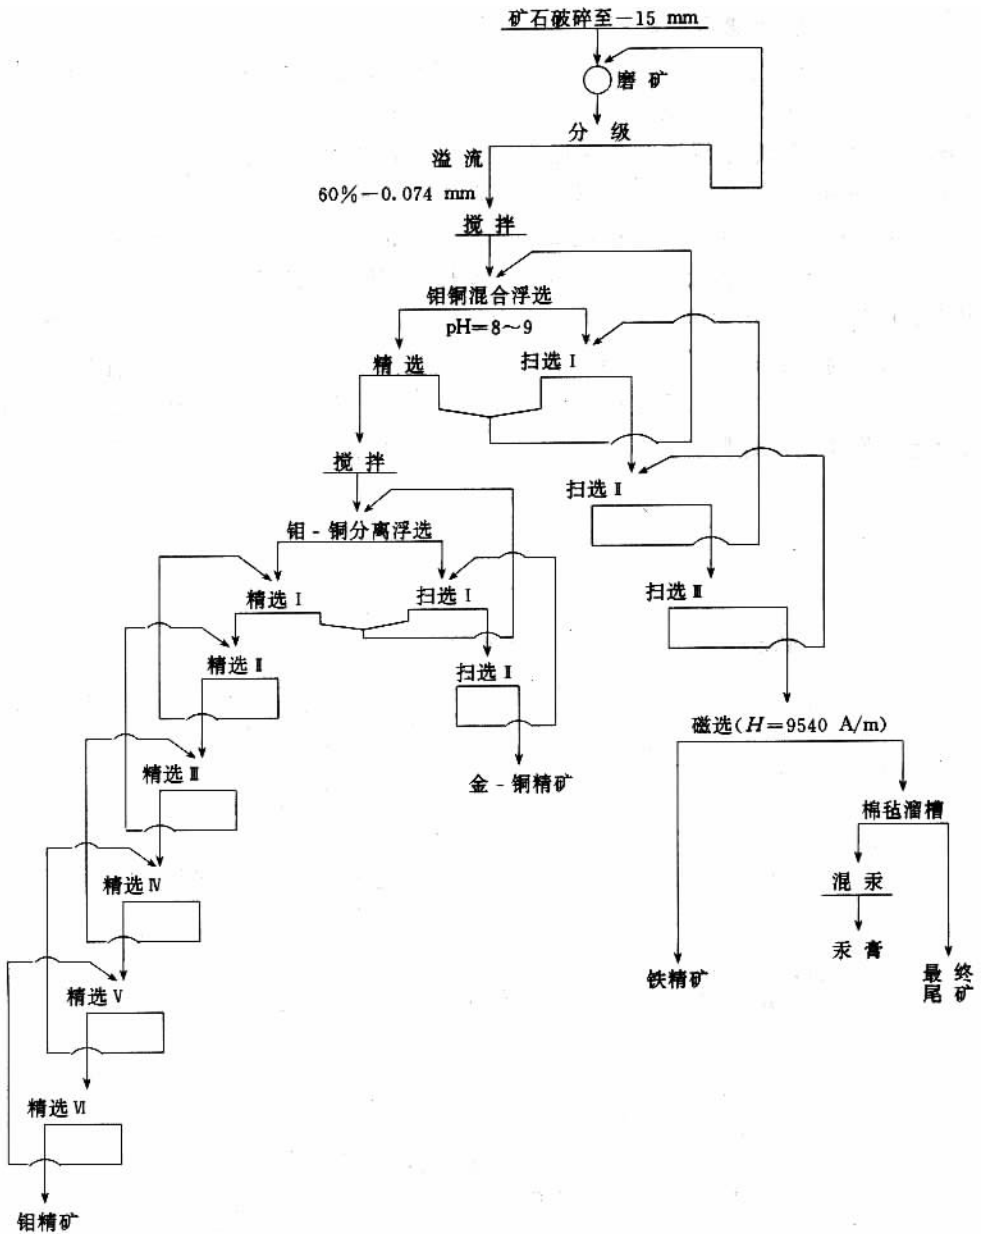 矿石破碎至-15 mm
磨 矿
分 级
溢 流
60%-0.074 mm
搅 拌
钼铜混合浮选
pH=8~9
精 选
扫选 Ⅰ
搅 拌
扫选 Ⅱ
钼-铜分离浮选
精选 Ⅰ
扫选 Ⅰ
扫选 Ⅲ
精选 Ⅱ
扫选 Ⅱ
磁选(H=9540 A/m)
精选 Ⅲ
金-铜精矿
棉毡溜槽
精选 Ⅳ
混 汞
汞 膏
铁精矿
最 终
尾 矿
精选 Ⅴ
精选 Ⅵ
钼精矿